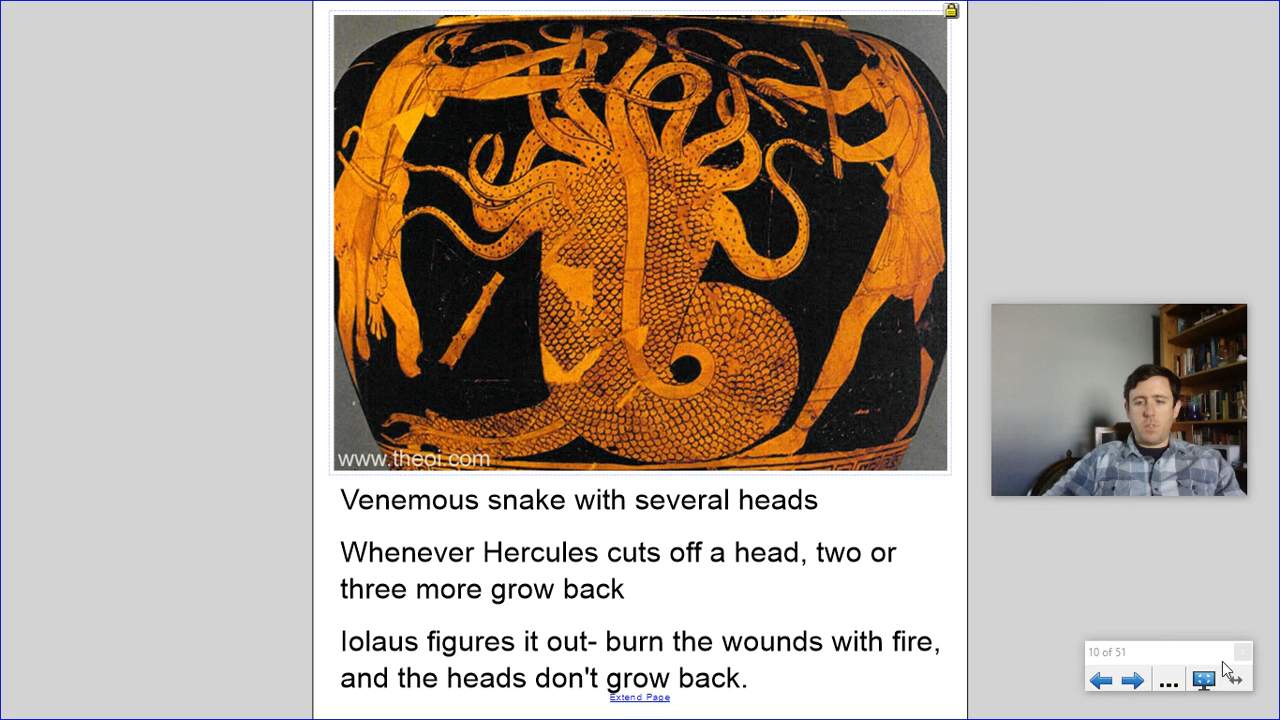 www.theoi.com
Venemous snake with several heads
Whenever Hercules cuts off a head, two or
three more grow back
Iolaus figures it out- burn the wounds with fire,
and the heads don't grow back.
Extend Page
10 of 51